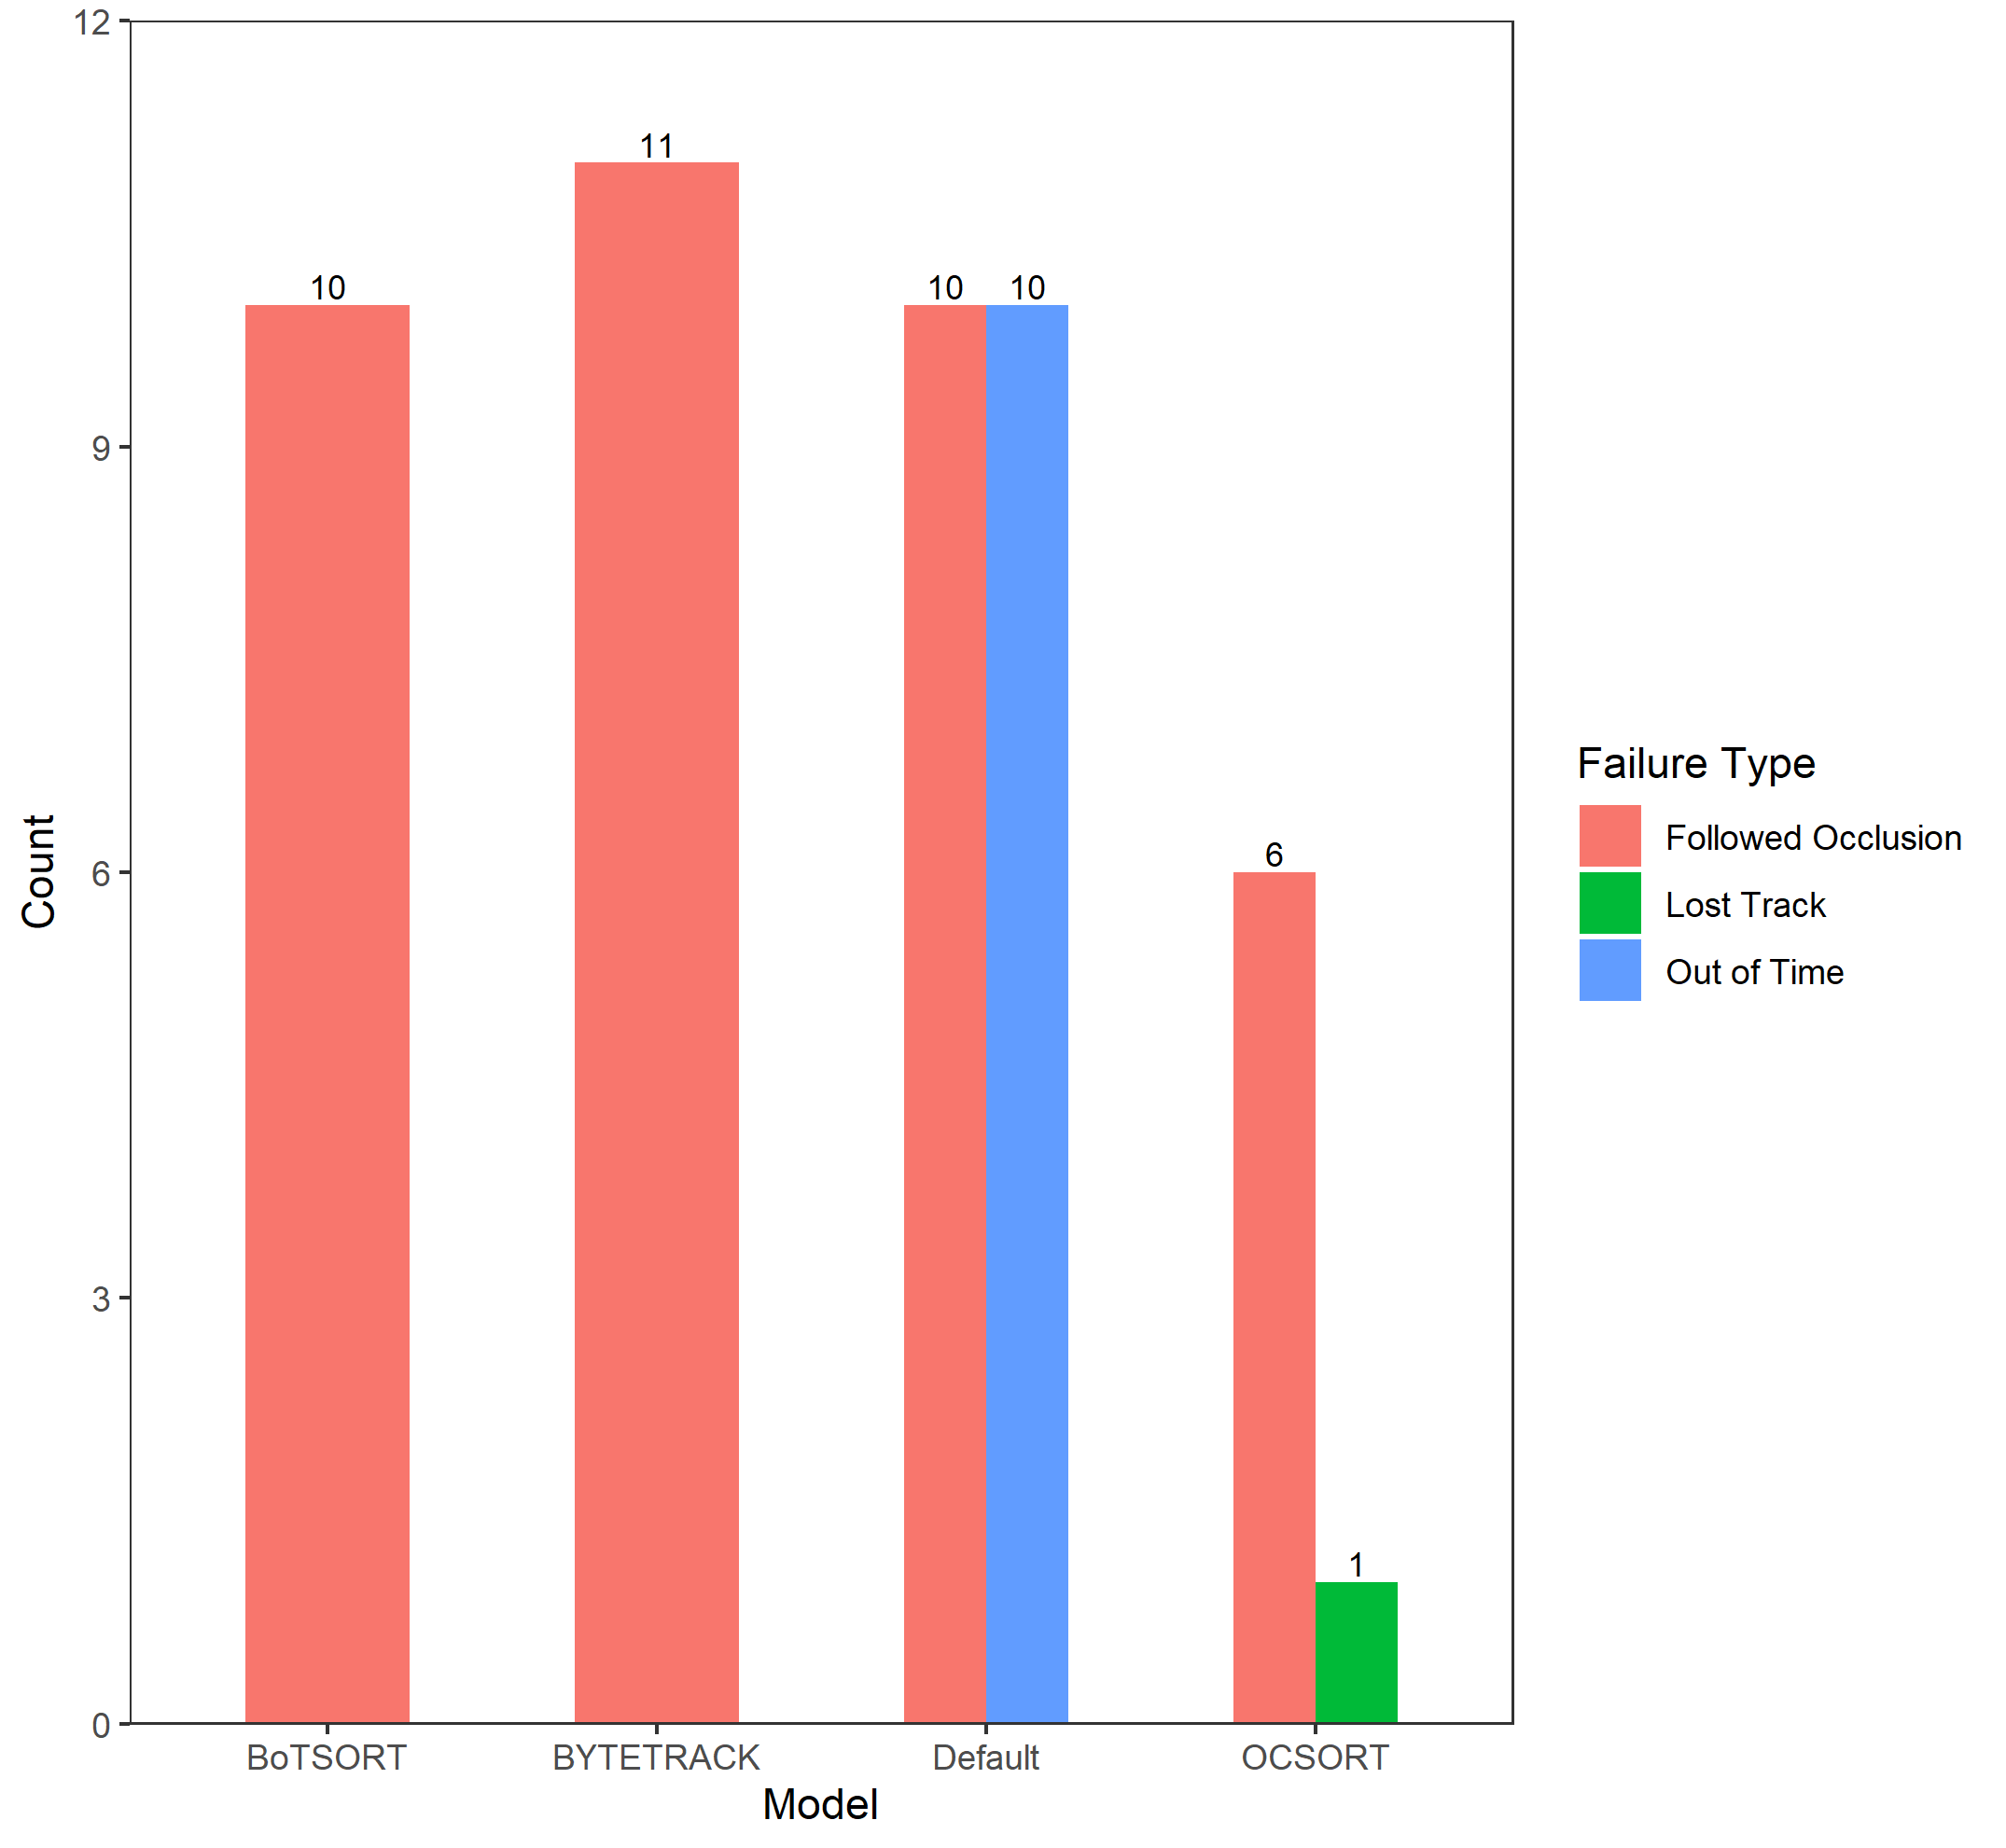 12
9
6
3
0
Count
10
11
10
10
6
1
BoTSORT
BYTETRACK
Default
OCSORT
Model
Failure Type
Followed Occlusion
Lost Track
Out of Time